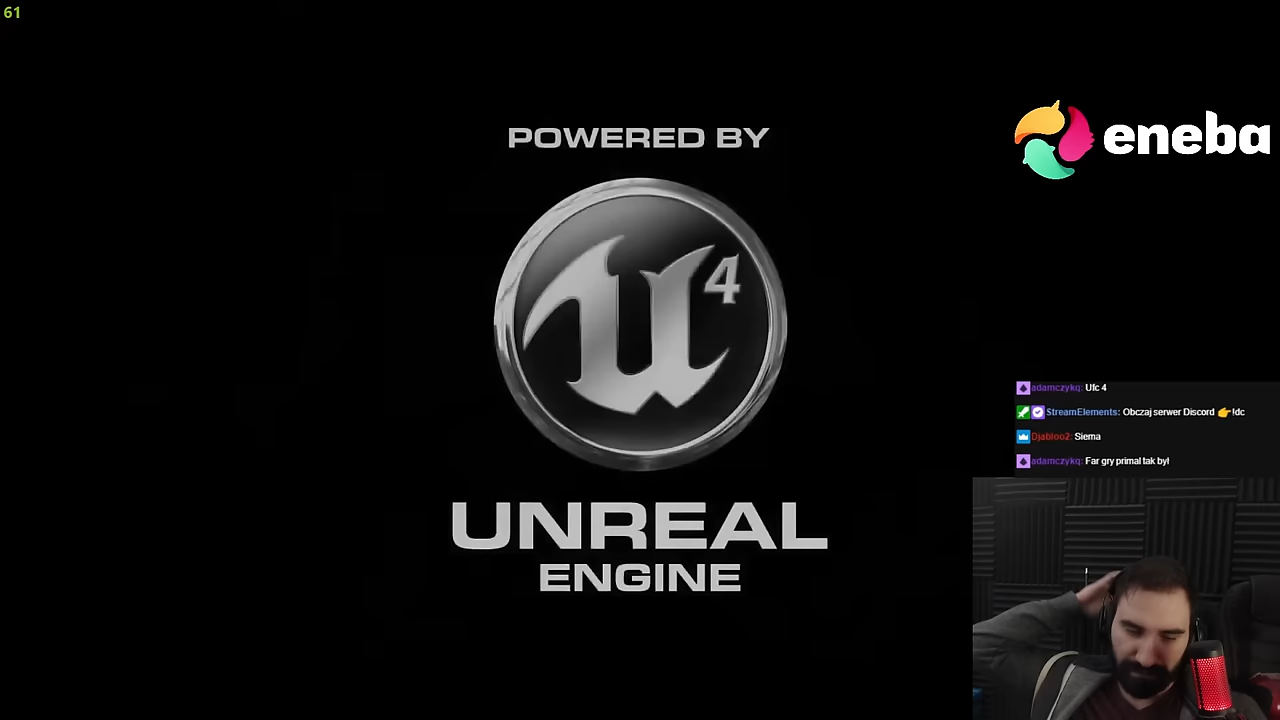 61
POWERED BY
U4
UNREAL
ENGINE
eneba
adamczykq: Ufc 4
StreamElements: Obczaj serwer Discord 👉 !dc
Djabloo2: Siema
adamczykq: Far gry primal tak był